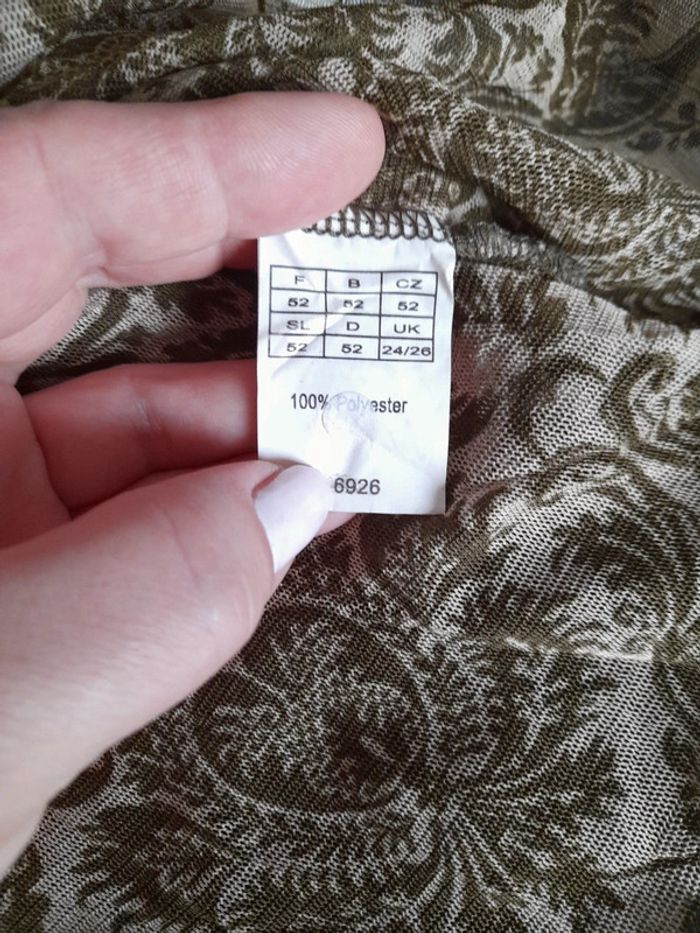 F B CZ
52 52 52
SL D UK
52 52 24/26
100% Polyester
6926